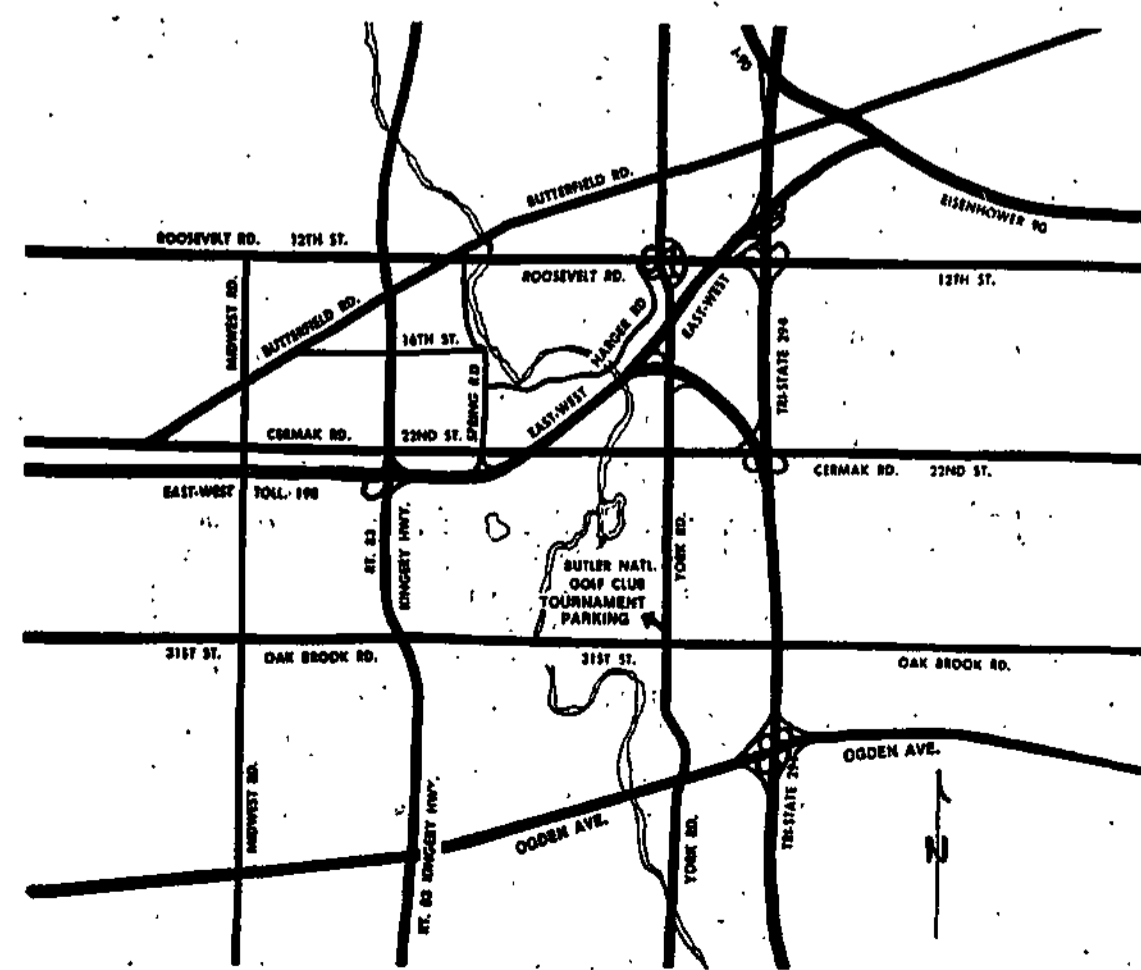 BUTTERFIELD RD.
EISENHOWER 90
ROOSEVELT RD. 12TH ST.
ROOSEVELT RD.
12TH ST.
MIDWEST RD.
BUTTERFIELD RD.
HARGER RD
EAST-WEST
16TH ST.
TRI-STATE 294
SPRING RD
EAST-WEST
CERMAK RD. 22ND ST.
CERMAK RD. 22ND ST.
EAST-WEST TOLL. 190
RT. 83
KINGERY HWY.
YORK RD.
BUTLER NATL.
GOLF CLUB
TOURNAMENT
PARKING
31ST ST. OAK BROOK RD.
31ST ST.
OAK BROOK RD.
OGDEN AVE.
MIDWEST RD.
RT. 83 KINGERY HWY.
OGDEN AVE.
YORK RD.
TRI-STATE 294
N